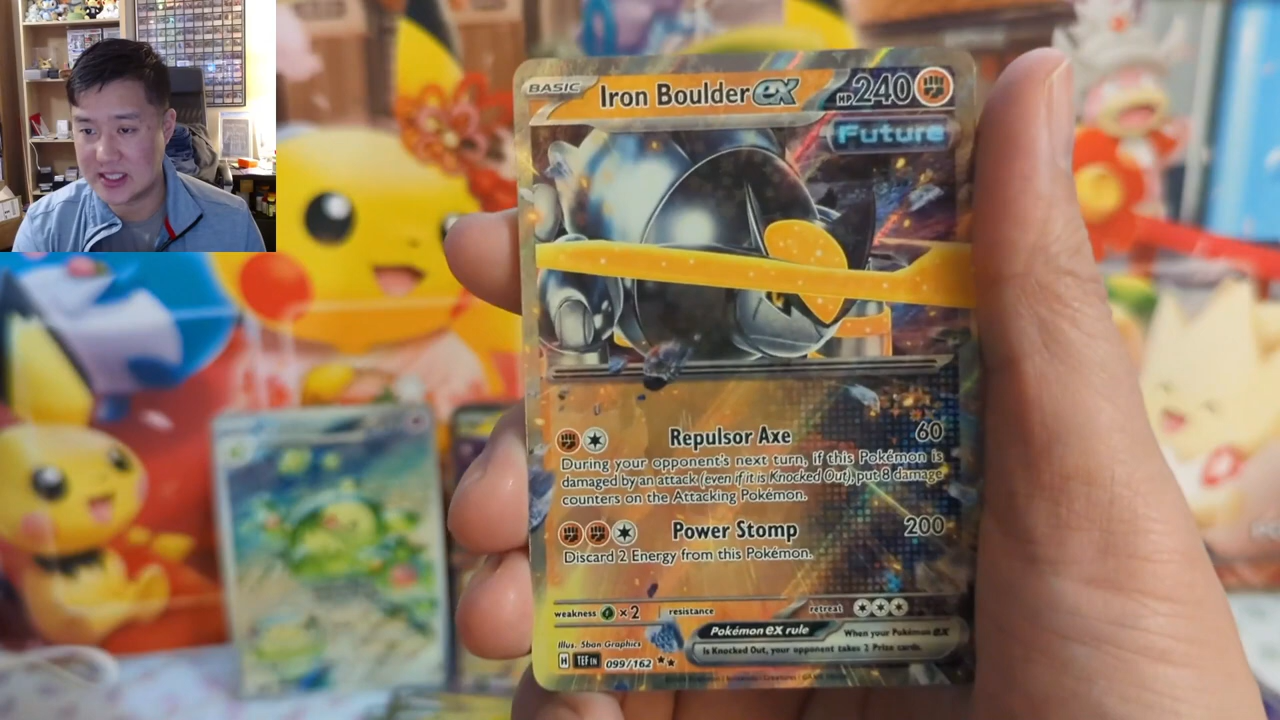 BASIC Iron Boulder ex HP 240
Future
Repulsor Axe 60
During your opponent's next turn, if this Pokémon is
damaged by an attack (even if it is Knocked Out), put 8 damage
counters on the Attacking Pokémon.
Power Stomp 200
Discard 2 Energy from this Pokémon.
weakness ×2 resistance retreat
Pokémon ex rule When your Pokémon ex
is Knocked Out, your opponent takes 2 Prize cards.
Illus. 5ban Graphics
H TEF EN 099/162 ★★